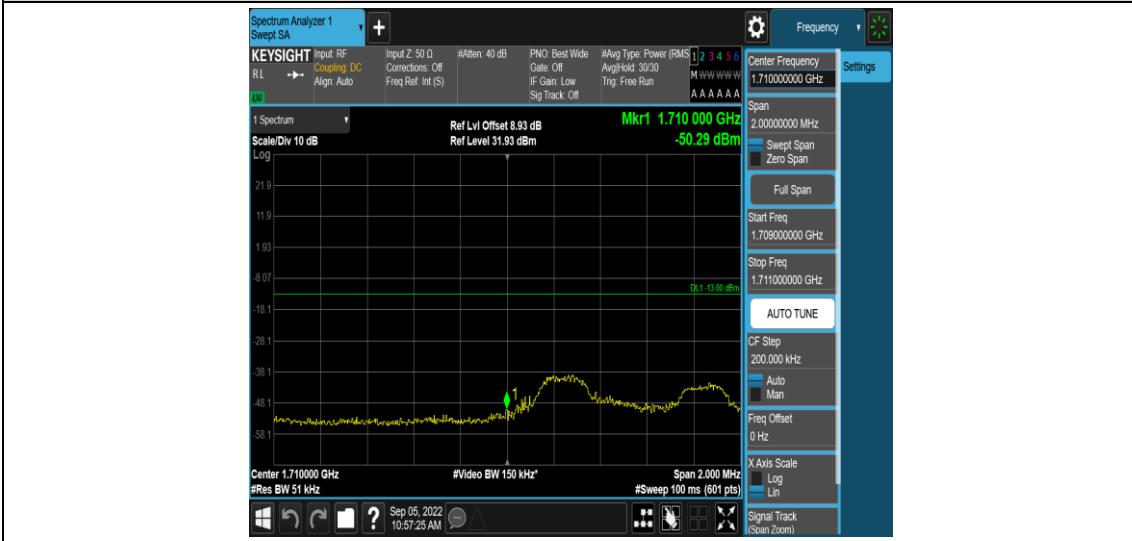 Spectrum Analyzer 1
Swept SA
+
Frequency
KEYSIGHT
RL
Input: RF
Coupling: DC
Align: Auto
Input Z: 50 Ω
Corrections: Off
Freq Ref: Int (S)
#Atten: 40 dB
PNO: Best Wide
Gate: Off
IF Gain: Low
Sig Track: Off
#Avg Type: Power (RMS
Avg|Hold: 30/30
Trig: Free Run
1 2 3 4 5 6
M W W W W W
A A A A A A
1 Spectrum
Scale/Div 10 dB
Log
Ref Lvl Offset 8.93 dB
Ref Level 31.93 dBm
Mkr1 1.710 000 GHz
-50.29 dBm
21.9
11.9
1.93
-8.07
-18.1
-28.1
-38.1
-48.1
-58.1
DL1 -13.00 dBm
1
Center 1.710000 GHz
#Res BW 51 kHz
#Video BW 150 kHz*
Span 2.000 MHz
#Sweep 100 ms (601 pts)
Center Frequency
1.710000000 GHz
Settings
Span
2.00000000 MHz
Swept Span
Zero Span
Full Span
Start Freq
1.709000000 GHz
Stop Freq
1.711000000 GHz
AUTO TUNE
CF Step
200.000 kHz
Auto
Man
Freq Offset
0 Hz
X Axis Scale
Log
Lin
Signal Track
(Span Zoom)
?
Sep 05, 2022
10:57:25 AM